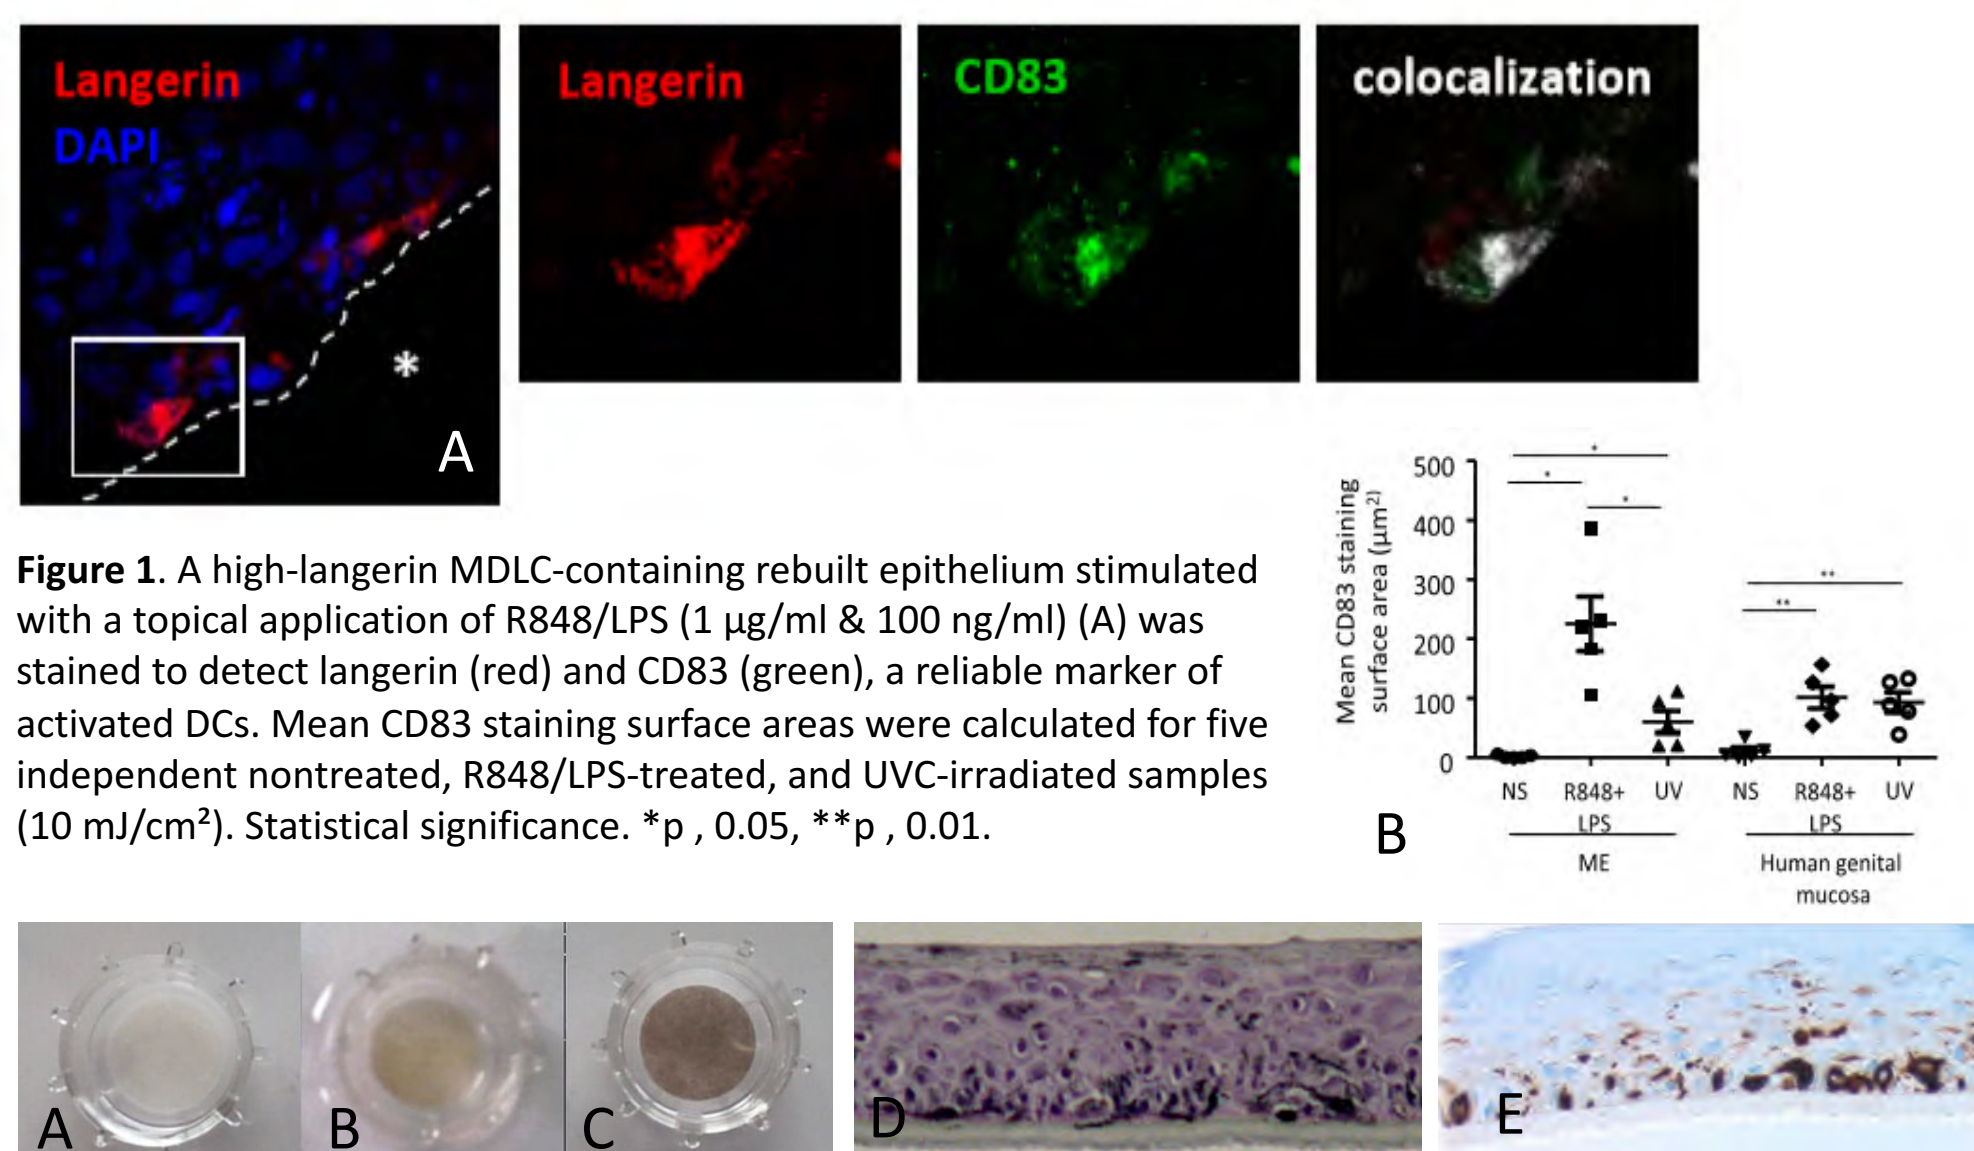 Langerin
DAPI
*
A
Langerin
CD83
colocalization
Figure 1. A high-langerin MDLC-containing rebuilt epithelium stimulated
with a topical application of R848/LPS (1 µg/ml & 100 ng/ml) (A) was
stained to detect langerin (red) and CD83 (green), a reliable marker of
activated DCs. Mean CD83 staining surface areas were calculated for five
independent nontreated, R848/LPS-treated, and UVC-irradiated samples
(10 mJ/cm²). Statistical significance. *p , 0.05, **p , 0.01.
Mean CD83 staining
surface area (µm²)
500
400
300
200
100
0
*
*
*
**
**
NS R848+ UV NS R848+ UV
LPS LPS
ME Human genital
mucosa
B
A
B
C
D
E